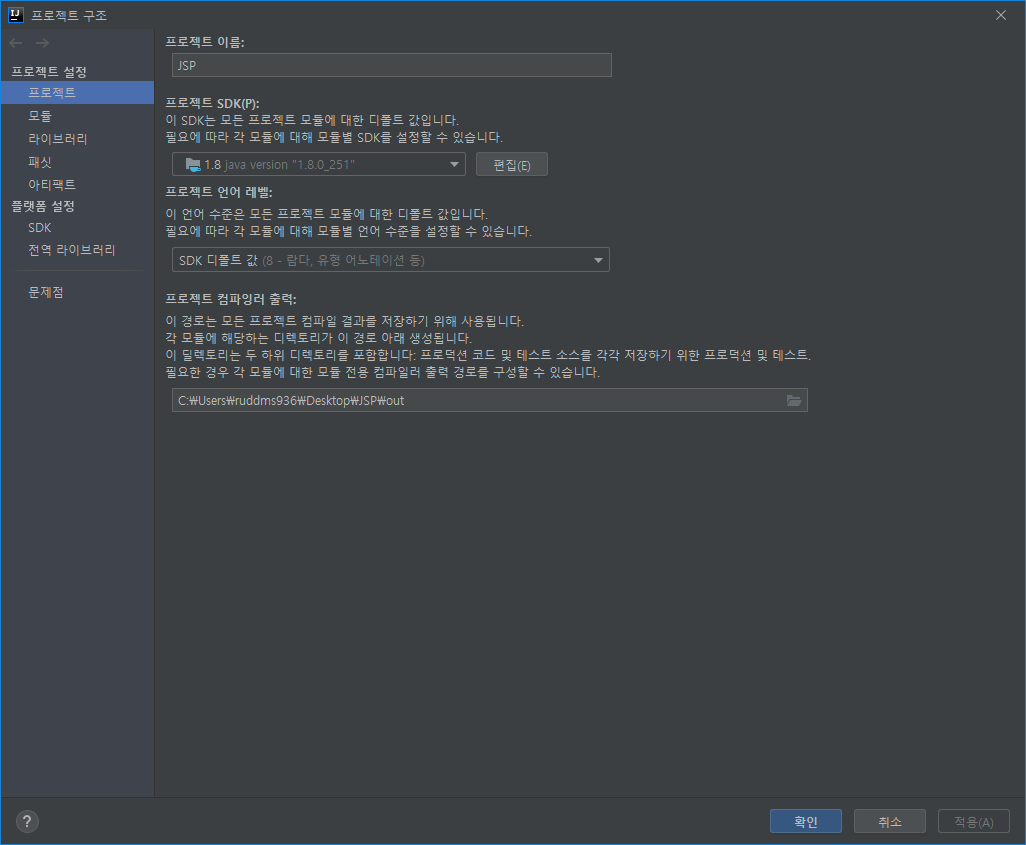 프로젝트 구조
프로젝트 설정
프로젝트
모듈
라이브러리
패싯
아티팩트
플랫폼 설정
SDK
전역 라이브러리
문제점
프로젝트 이름:
JSP
프로젝트 SDK(P):
이 SDK는 모든 프로젝트 모듈에 대한 디폴트 값입니다.
필요에 따라 각 모듈에 대해 모듈별 SDK를 설정할 수 있습니다.
1.8 java version "1.8.0_251"
편집(E)
프로젝트 언어 레벨:
이 언어 수준은 모든 프로젝트 모듈에 대한 디폴트 값입니다.
필요에 따라 각 모듈에 대해 모듈별 언어 수준을 설정할 수 있습니다.
SDK 디폴트 값 (8 - 람다, 유형 어노테이션 등)
프로젝트 컴파일러 출력:
이 경로는 모든 프로젝트 컴파일 결과를 저장하기 위해 사용됩니다.
각 모듈에 해당하는 디렉토리가 이 경로 아래 생성됩니다.
이 딜렉토리는 두 하위 디렉토리를 포함합니다: 프로덕션 코드 및 테스트 소스를 각각 저장하기 위한 프로덕션 및 테스트.
필요한 경우 각 모듈에 대한 모듈 전용 컴파일러 출력 경로를 구성할 수 있습니다.
C:₩Users₩ruddms936₩Desktop₩JSP₩out
?
확인
취소
적용(A)